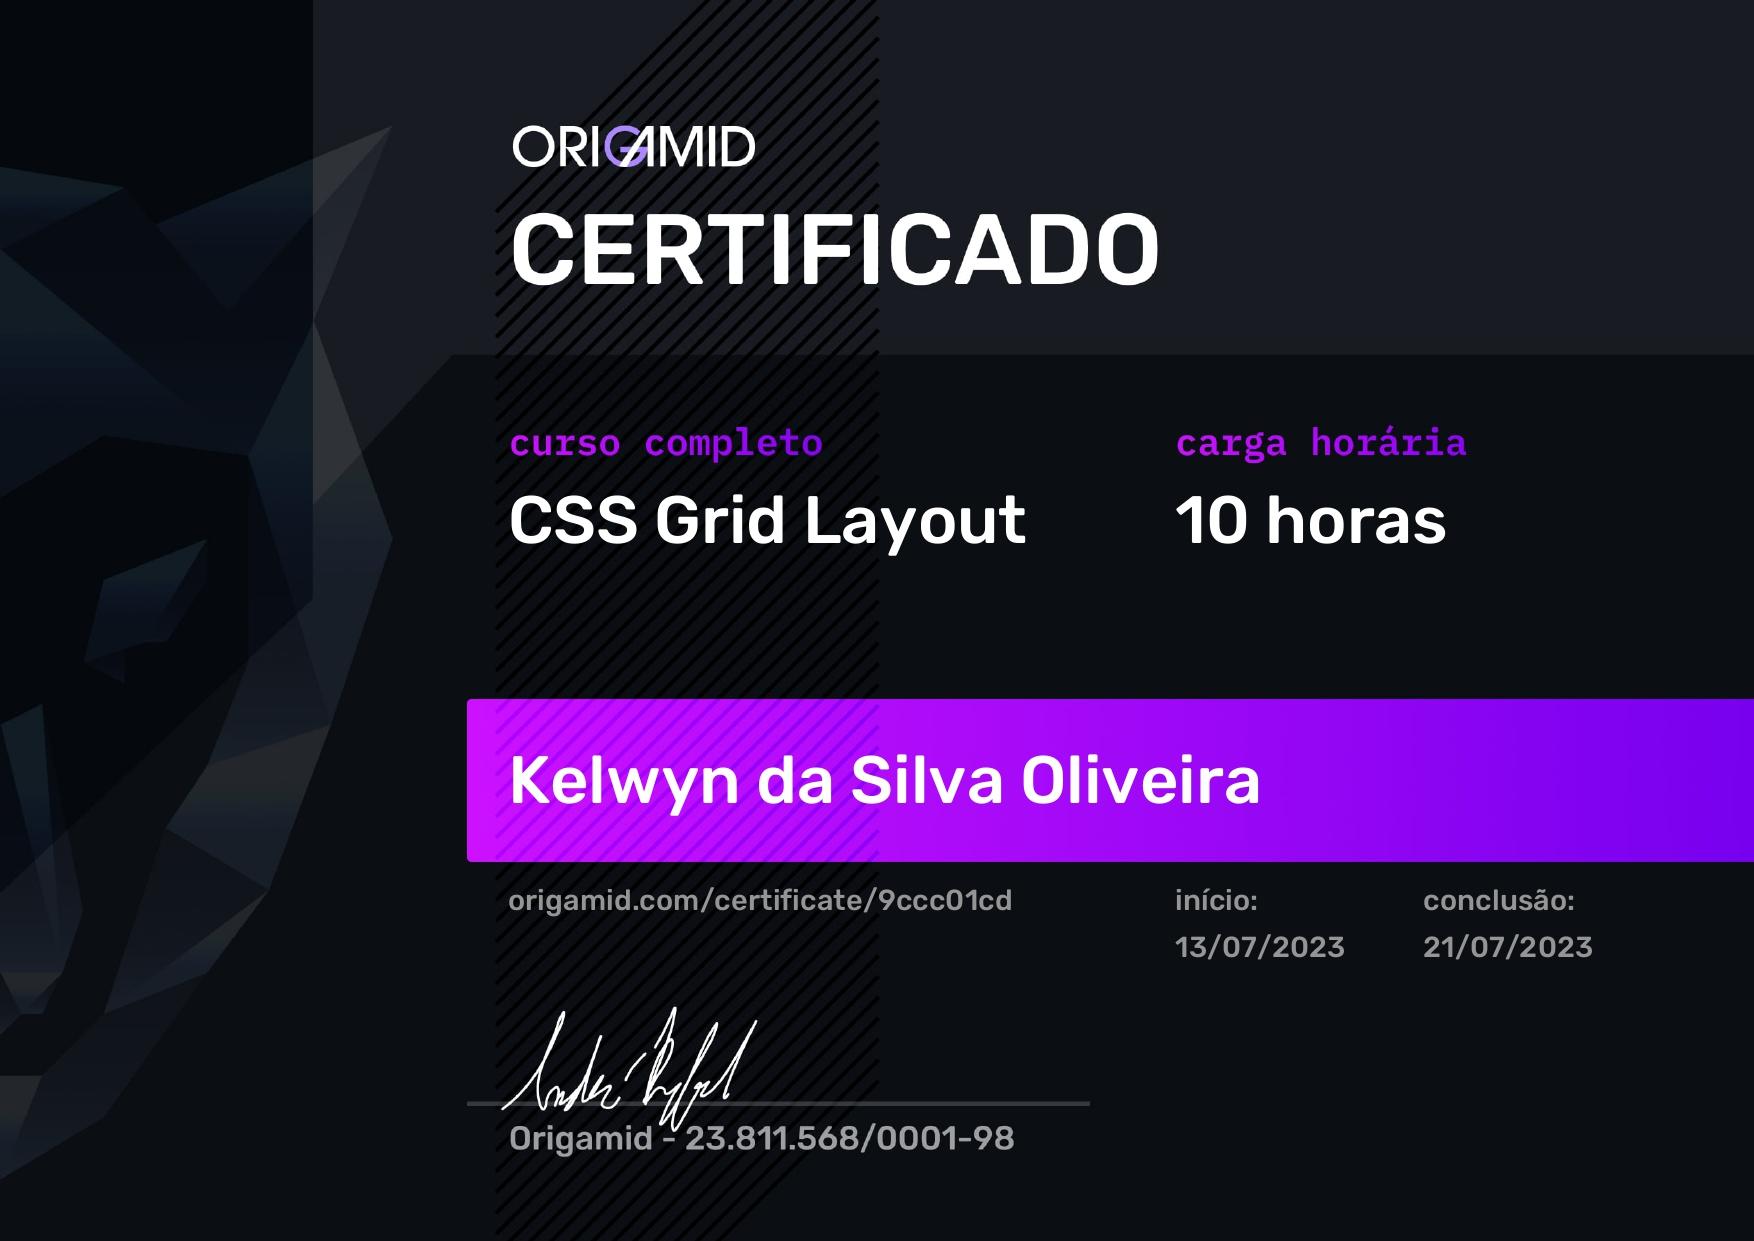 ORIGAMID
CERTIFICADO
curso completo
CSS Grid Layout
carga horária
10 horas
Kelwyn da Silva Oliveira
origamid.com/certificate/9ccc01cd
início:
13/07/2023
conclusão:
21/07/2023
Origamid - 23.811.568/0001-98